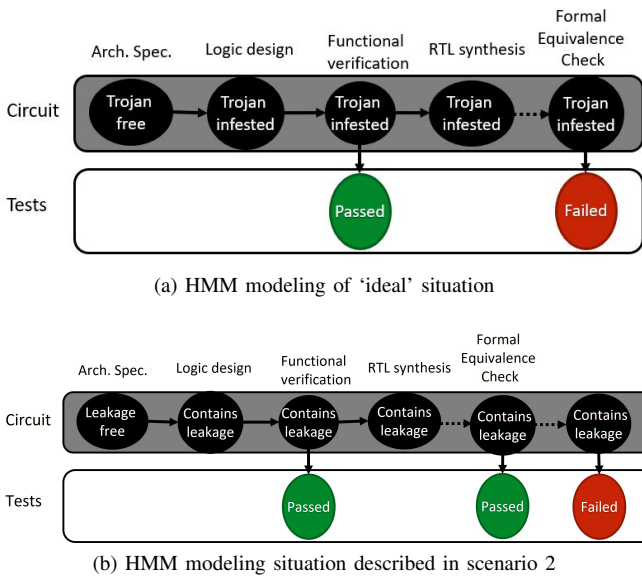 Arch. Spec. Logic design Functional verification RTL synthesis Formal Equivalence Check
Circuit
Trojan free Trojan infested Trojan infested Trojan infested Trojan infested
Tests
Passed Failed
(a) HMM modeling of ‘ideal’ situation
Arch. Spec. Logic design Functional verification RTL synthesis Formal Equivalence Check
Circuit
Leakage free Contains leakage Contains leakage Contains leakage Contains leakage Contains leakage
Tests
Passed Passed Failed
(b) HMM modeling situation described in scenario 2